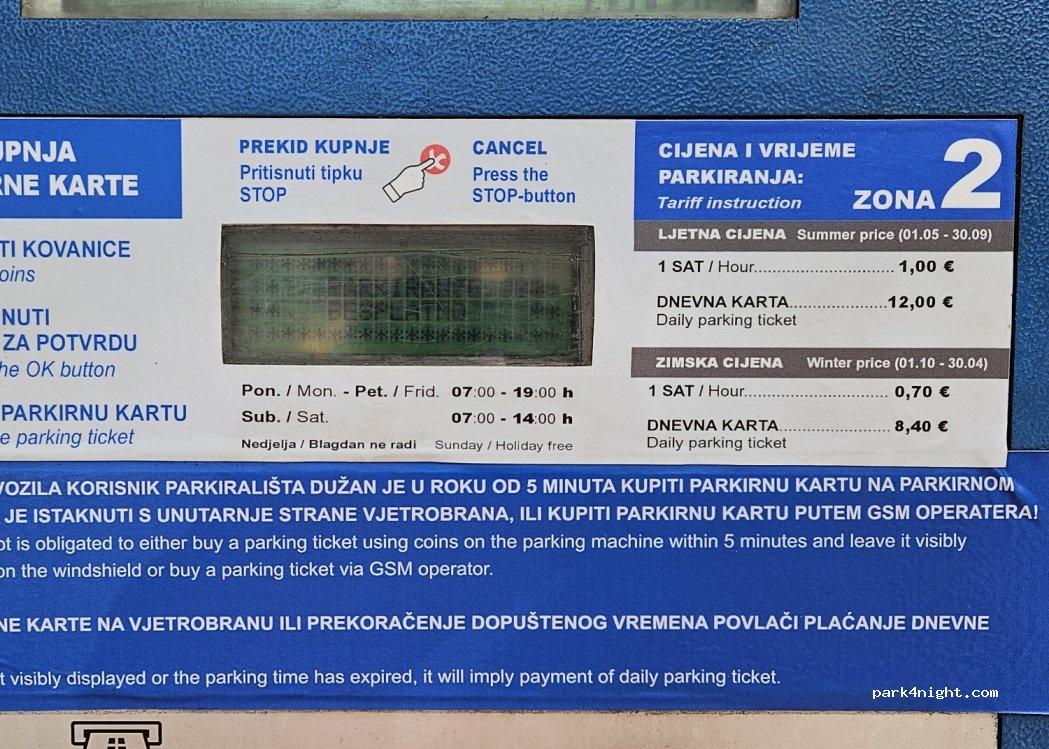 UPNJA
RNE KARTE
TI KOVANICE
oins
NUTI
ZA POTVRDU
he OK button
PARKIRNU KARTU
e parking ticket
PREKID KUPNJE
Pritisnuti tipku
STOP
CANCEL
Press the
STOP-button
BESPLATNO
Pon. / Mon. - Pet. / Frid. 07:00 - 19:00 h
Sub. / Sat. 07:00 - 14:00 h
Nedjelja / Blagdan ne radi Sunday / Holiday free
CIJENA I VRIJEME
PARKIRANJA:
Tariff instruction ZONA 2
LJETNA CIJENA Summer price (01.05 - 30.09)
1 SAT / Hour................................ 1,00 €
DNEVNA KARTA......................12,00 €
Daily parking ticket
ZIMSKA CIJENA Winter price (01.10 - 30.04)
1 SAT / Hour................................ 0,70 €
DNEVNA KARTA......................... 8,40 €
Daily parking ticket
VOZILA KORISNIK PARKIRALIŠTA DUŽAN JE U ROKU OD 5 MINUTA KUPITI PARKIRNU KARTU NA PARKIRNOM
JE ISTAKNUTI S UNUTARNJE STRANE VJETROBRANA, ILI KUPITI PARKIRNU KARTU PUTEM GSM OPERATERA!
ot is obligated to either buy a parking ticket using coins on the parking machine within 5 minutes and leave it visibly
on the windshield or buy a parking ticket via GSM operator.
NE KARTE NA VJETROBRANU ILI PREKORAČENJE DOPUŠTENOG VREMENA POVLAČI PLAĆANJE DNEVNE
t visibly displayed or the parking time has expired, it will imply payment of daily parking ticket.
park4night.com